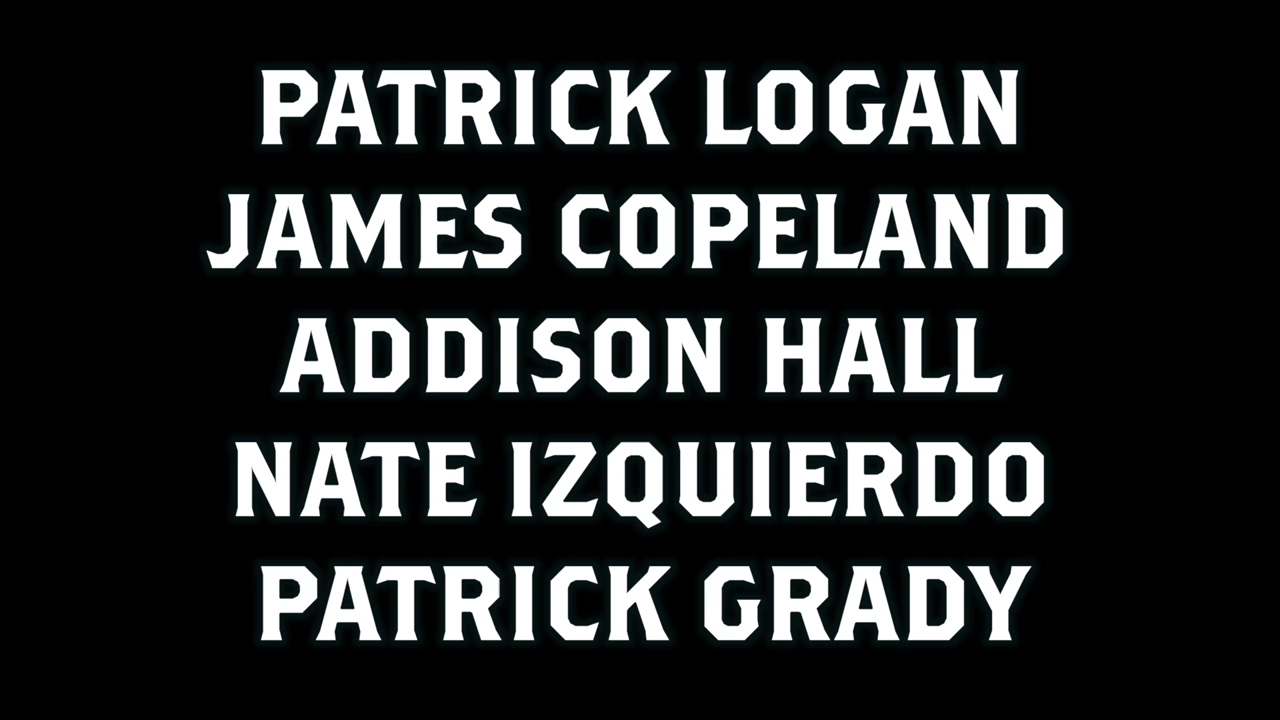 PATRICK LOGAN
JAMES COPELAND
ADDISON HALL
NATE IZQUIERDO
PATRICK GRADY